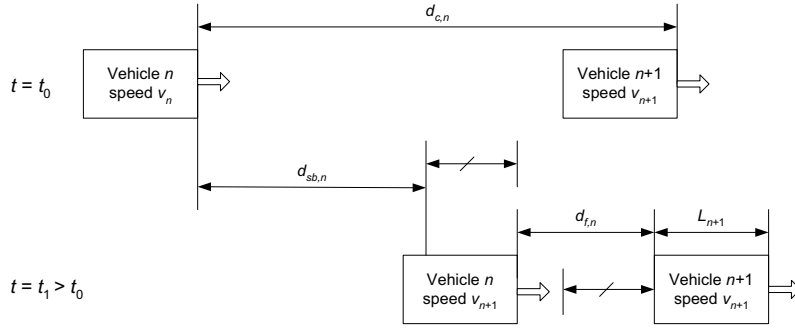 d_{c,n}
t = t_0
Vehicle n
speed v_n
Vehicle n+1
speed v_{n+1}
d_{sb,n}
d_{f,n}
L_{n+1}
t = t_1 > t_0
Vehicle n
speed v_{n+1}
Vehicle n+1
speed v_{n+1}